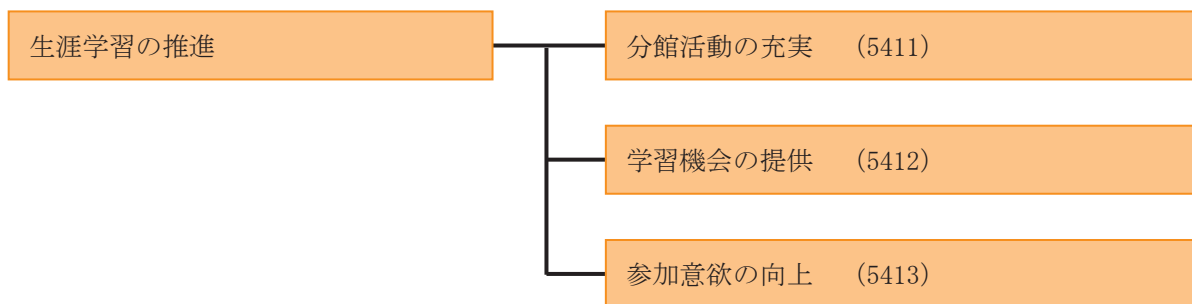 生涯学習の推進
分館活動の充実　（5411）
学習機会の提供　（5412）
参加意欲の向上　（5413）